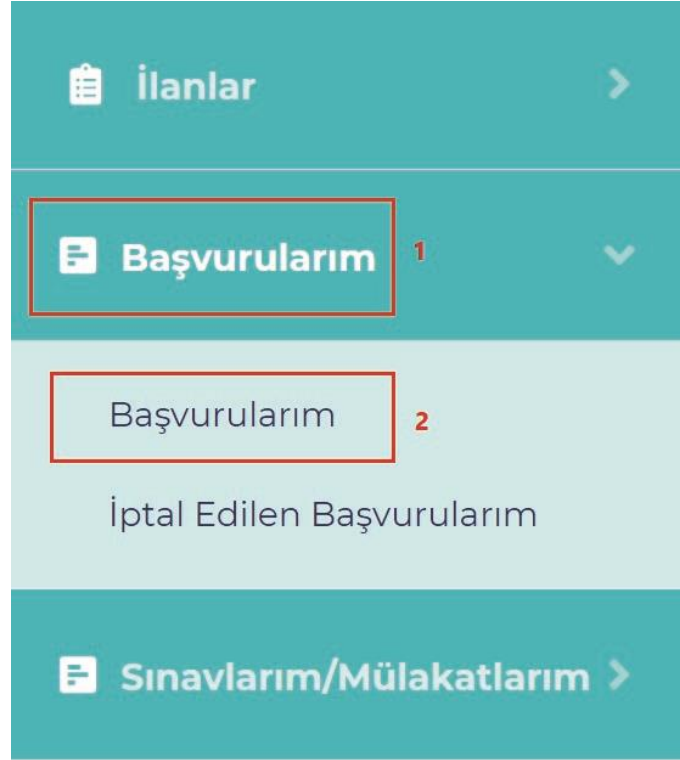 İlanlar
Başvurularım 1
Başvurularım 2
İptal Edilen Başvurularım
Sınavlarım/Mülakatlarım